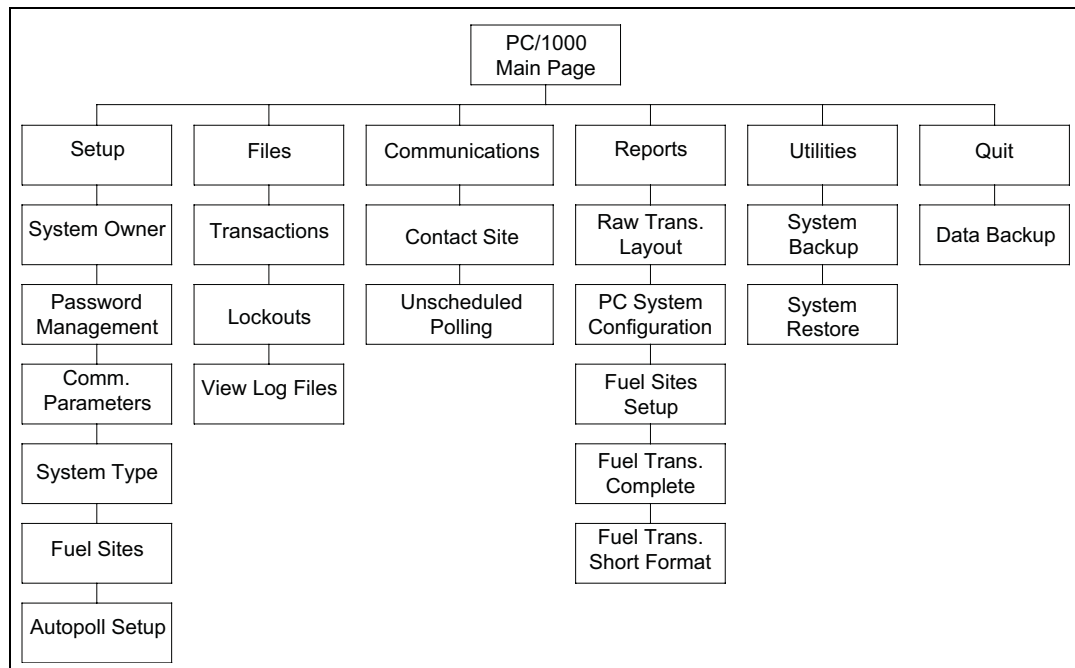 PC/1000
Main Page
Setup
Files
Communications
Reports
Utilities
Quit
System Owner
Transactions
Contact Site
Raw Trans.
Layout
System
Backup
Data Backup
Password
Management
Lockouts
Unscheduled
Polling
PC System
Configuration
System
Restore
Comm.
Parameters
View Log Files
Fuel Sites
Setup
System Type
Fuel Trans.
Complete
Fuel Sites
Fuel Trans.
Short Format
Autopoll Setup